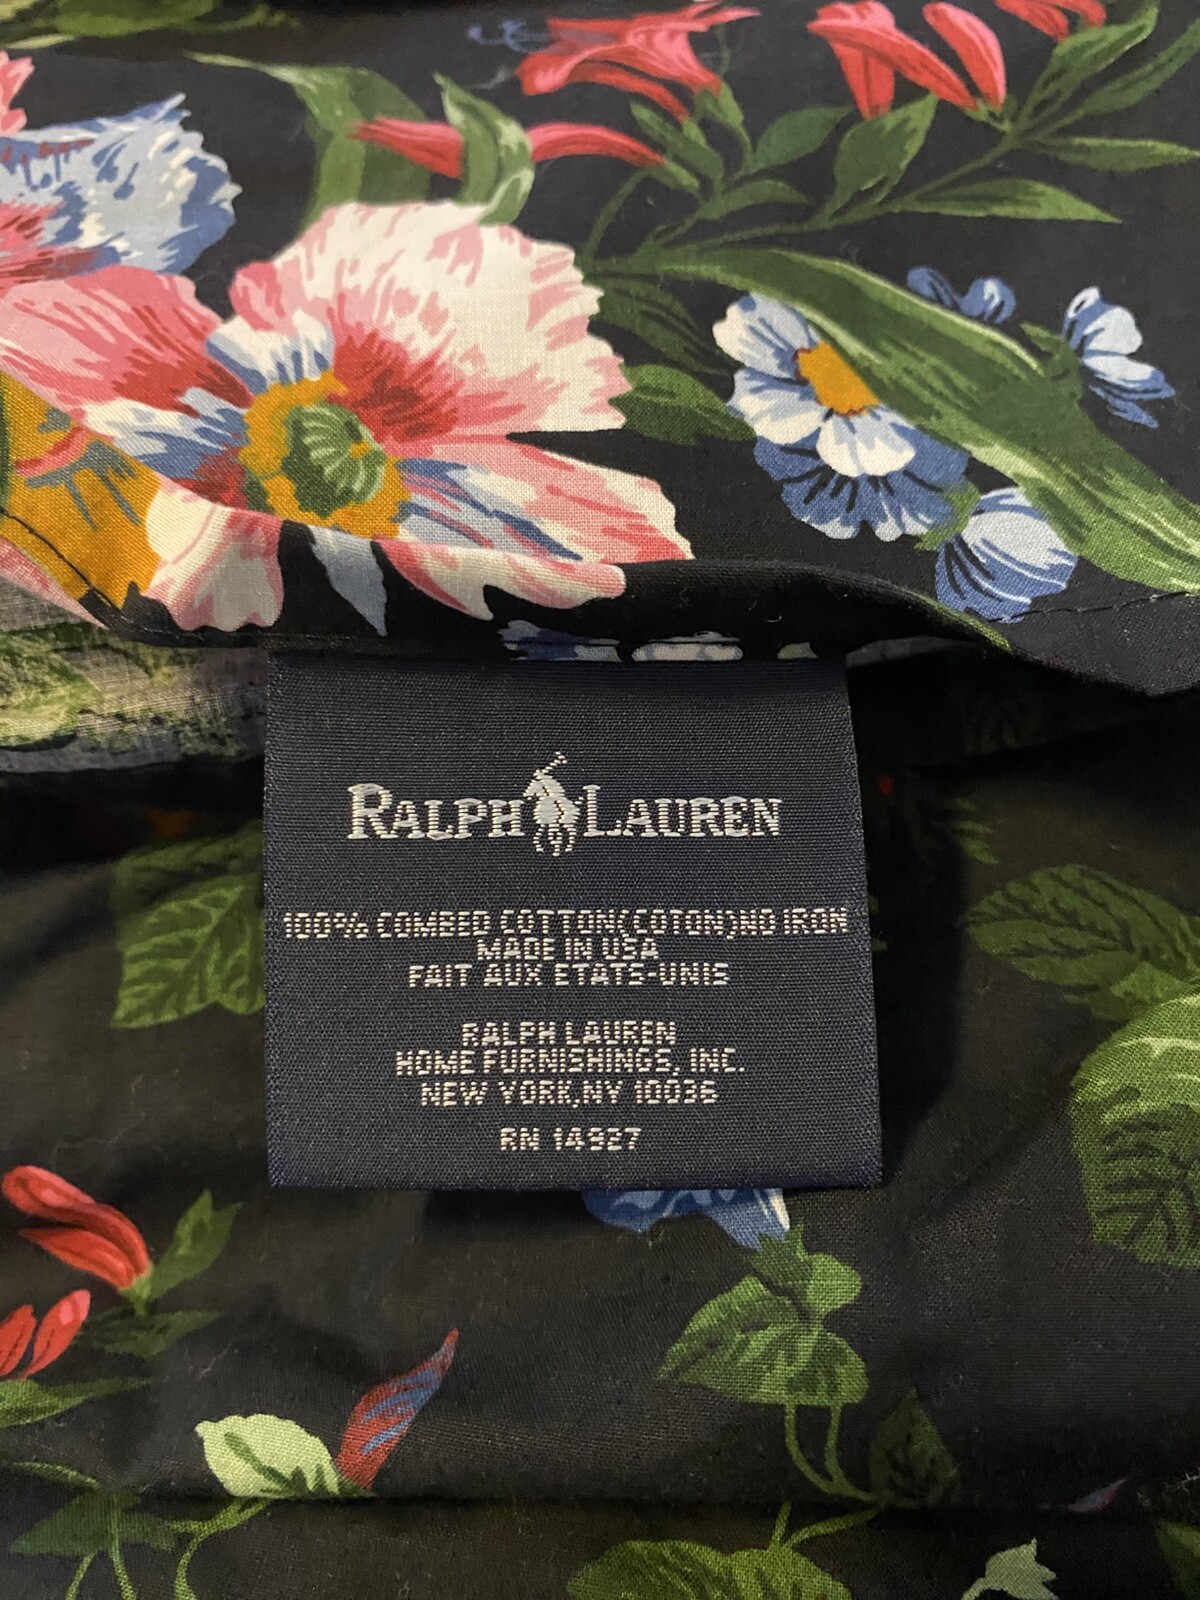 RALPH LAUREN
100% COMBED COTTON(COTON)NO IRON
MADE IN USA
FAIT AUX ETATS-UNIS
RALPH LAUREN
HOME FURNISHINGS, INC.
NEW YORK,NY 10036
RN 14927